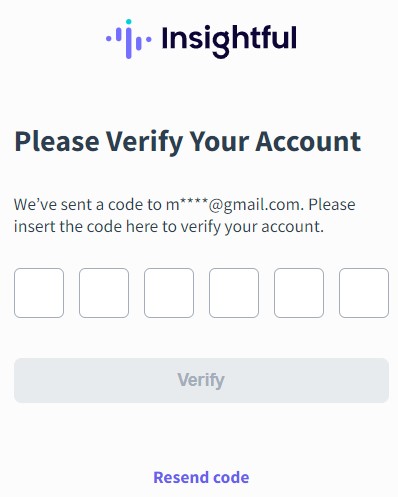 Insightful
Please Verify Your Account
We’ve sent a code to m****@gmail.com. Please
insert the code here to verify your account.
Verify
Resend code